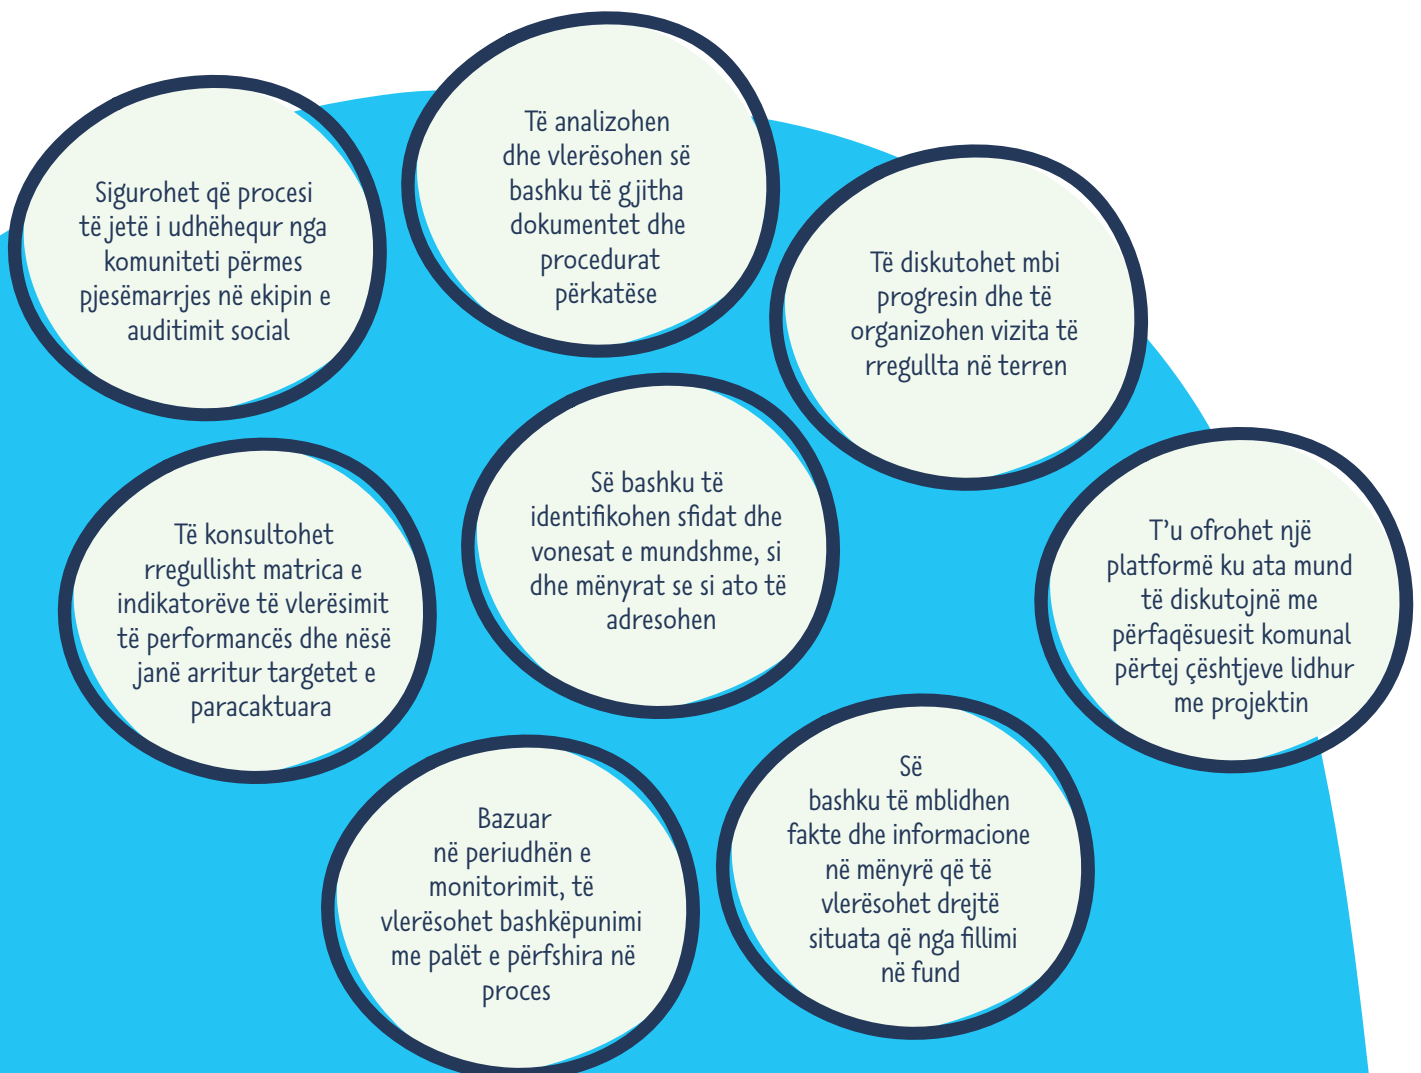 Sigurohet që procesi
të jetë i udhëhequr nga
komuniteti përmes
pjesëmarrjes në ekipin e
auditimit social
Të analizohen
dhe vlerësohen së
bashku të gjitha
dokumentet dhe
procedurat
përkatëse
Të diskutohet mbi
progresin dhe të
organizohen vizita të
rregullta në terren
Të konsultohet
rregullisht matrica e
indikatorëve të vlerësimit
të performancës dhe nësë
janë arritur targetet e
paracaktuara
Së bashku të
identifikohen sfidat dhe
vonesat e mundshme, si
dhe mënyrat se si ato të
adresohen
T’u ofrohet një
platformë ku ata mund
të diskutojnë me
përfaqësuesit komunal
përtej çështjeve lidhur
me projektin
Bazuar
në periudhën e
monitorimit, të
vlerësohet bashkëpunimi
me palët e përfshira në
proces
Së
bashku të mblidhen
fakte dhe informacione
në mënyrë që të
vlerësohet drejtë
situata që nga fillimi
në fund